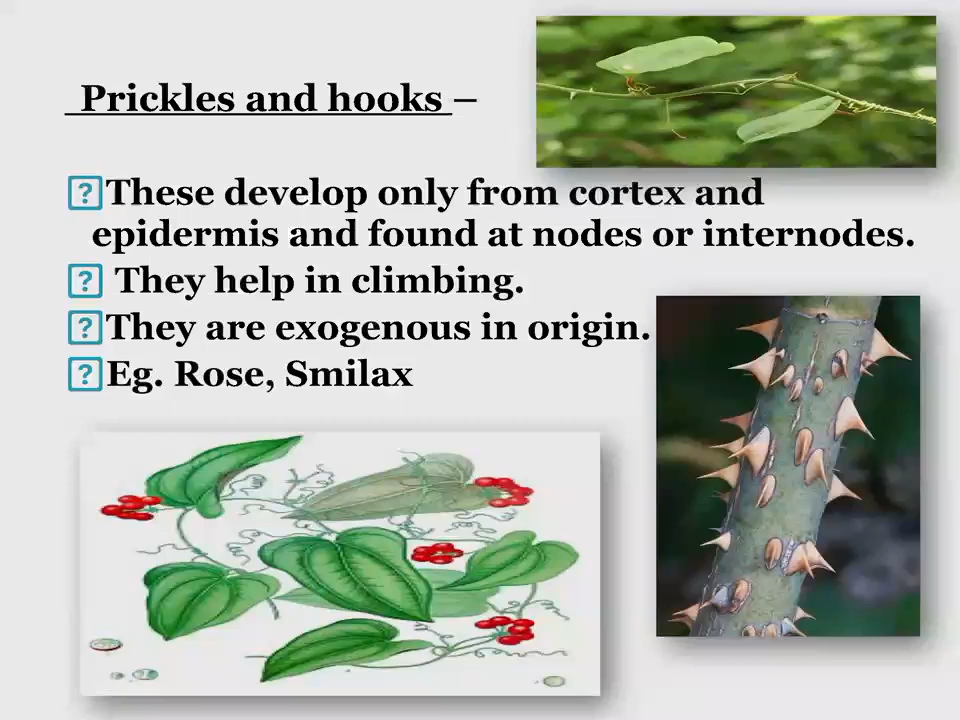 Prickles and hooks –
These develop only from cortex and
epidermis and found at nodes or internodes.
They help in climbing.
They are exogenous in origin.
Eg. Rose, Smilax